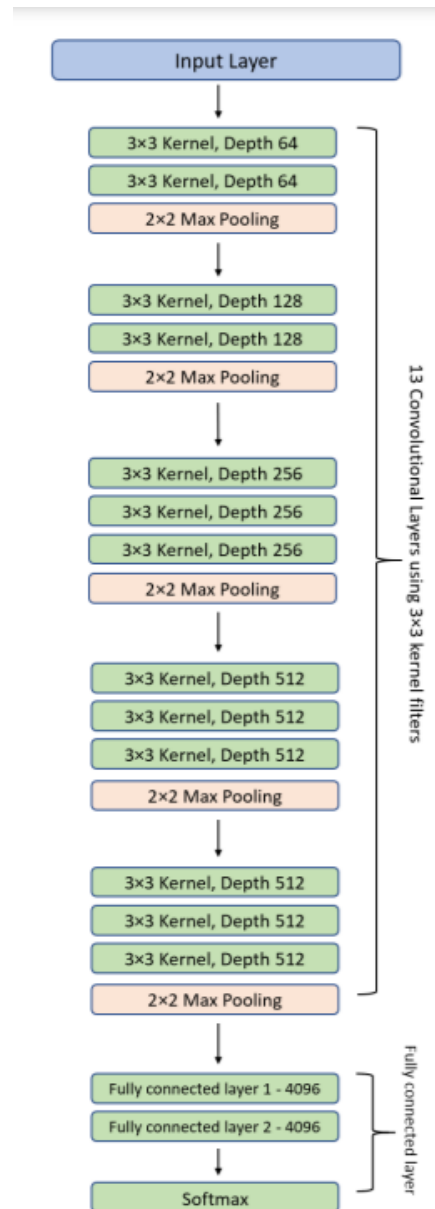 Input Layer
3×3 Kernel, Depth 64
3×3 Kernel, Depth 64
2×2 Max Pooling
3×3 Kernel, Depth 128
3×3 Kernel, Depth 128
2×2 Max Pooling
3×3 Kernel, Depth 256
3×3 Kernel, Depth 256
3×3 Kernel, Depth 256
2×2 Max Pooling
3×3 Kernel, Depth 512
3×3 Kernel, Depth 512
3×3 Kernel, Depth 512
2×2 Max Pooling
3×3 Kernel, Depth 512
3×3 Kernel, Depth 512
3×3 Kernel, Depth 512
2×2 Max Pooling
13 Convolutional Layers using 3×3 kernel filters
Fully connected layer 1 - 4096
Fully connected layer 2 - 4096
Softmax
Fully connected layer